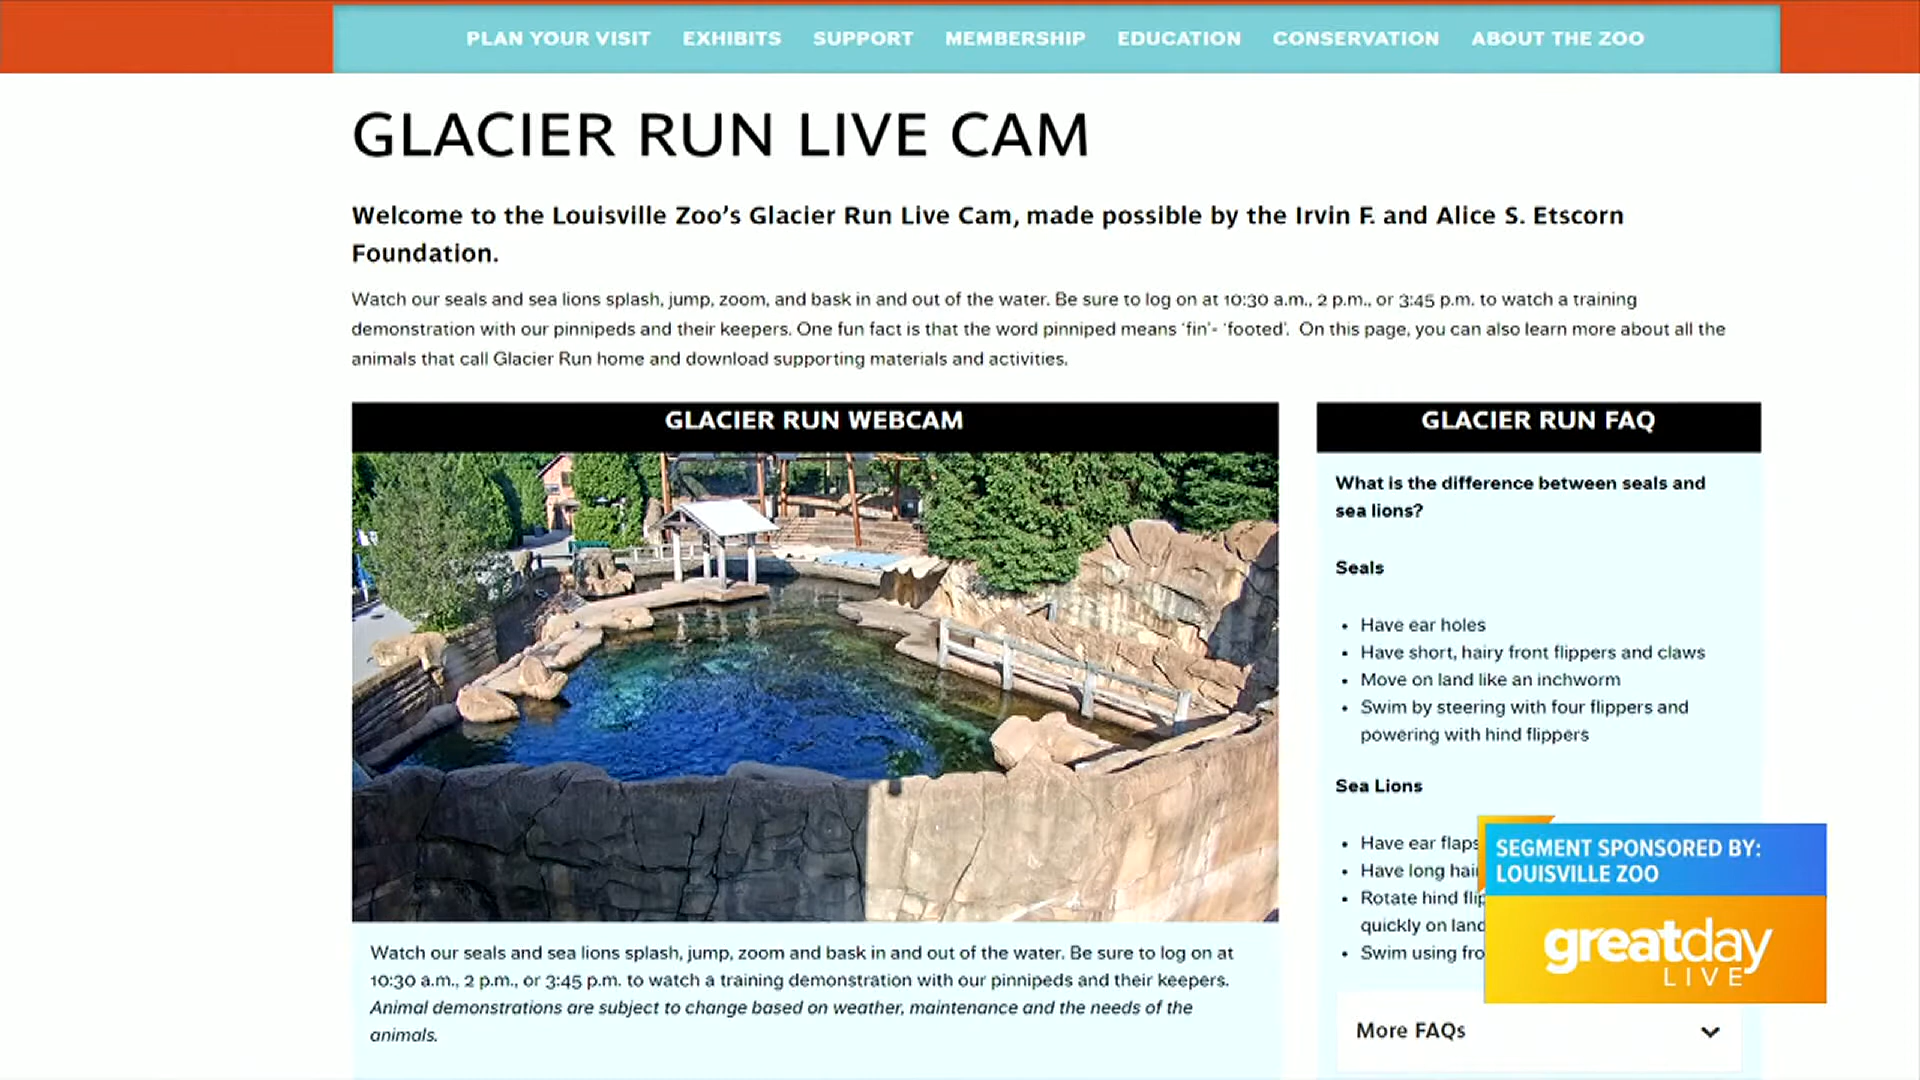 PLAN YOUR VISIT EXHIBITS SUPPORT MEMBERSHIP EDUCATION CONSERVATION ABOUT THE ZOO
GLACIER RUN LIVE CAM
Welcome to the Louisville Zoo’s Glacier Run Live Cam, made possible by the Irvin F. and Alice S. Etscorn
Foundation.
Watch our seals and sea lions splash, jump, zoom, and bask in and out of the water. Be sure to log on at 10:30 a.m., 2 p.m., or 3:45 p.m. to watch a training
demonstration with our pinnipeds and their keepers. One fun fact is that the word pinniped means ‘fin’- ‘footed’. On this page, you can also learn more about all the
animals that call Glacier Run home and download supporting materials and activities.
GLACIER RUN WEBCAM
Watch our seals and sea lions splash, jump, zoom and bask in and out of the water. Be sure to log on at
10:30 a.m., 2 p.m., or 3:45 p.m. to watch a training demonstration with our pinnipeds and their keepers.
Animal demonstrations are subject to change based on weather, maintenance and the needs of the
animals.
GLACIER RUN FAQ
What is the difference between seals and
sea lions?
Seals
• Have ear holes
• Have short, hairy front flippers and claws
• Move on land like an inchworm
• Swim by steering with four flippers and
powering with hind flippers
Sea Lions
• Have ear flaps
• Have long
• Rotate hind
quickly on
• Swim using
More FAQs
SEGMENT SPONSORED BY:
LOUISVILLE ZOO
greatday
LIVE